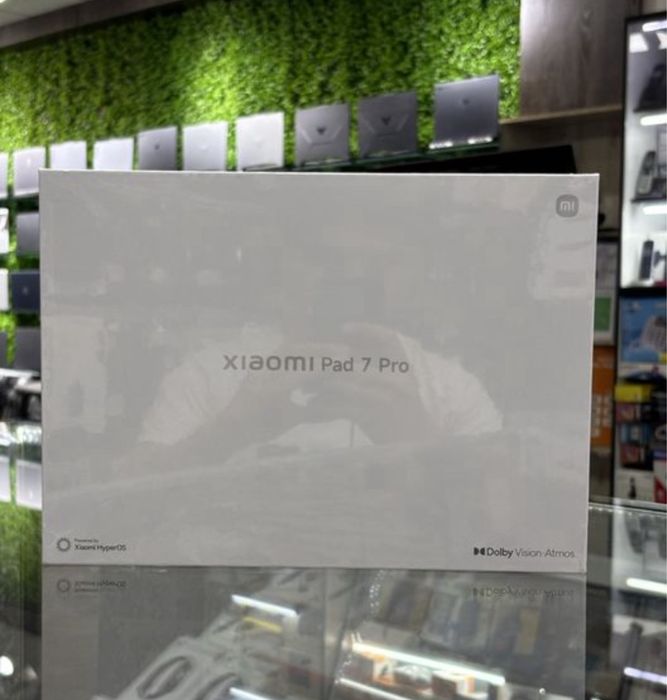 mi
xiaomi Pad 7 Pro
Powered by
Xiaomi HyperOS
Dolby Vision·Atmos